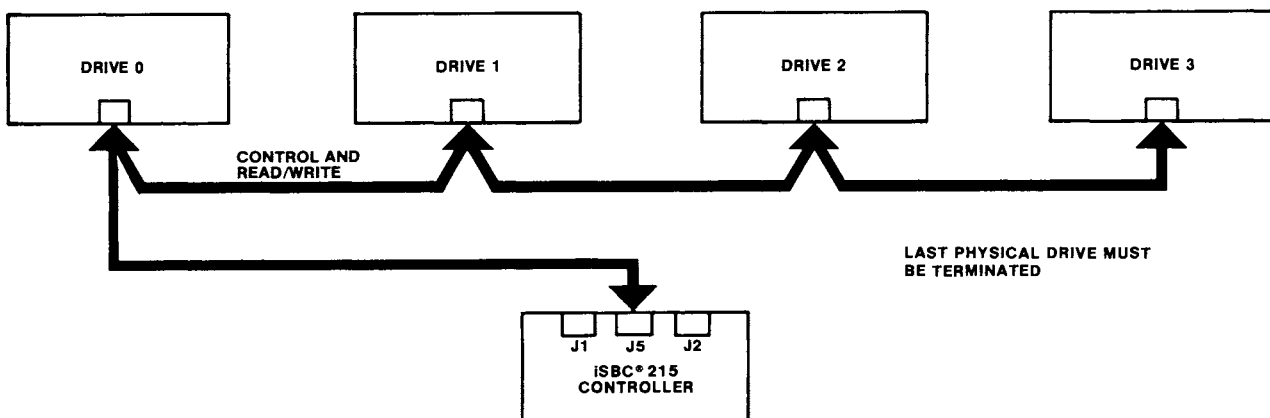 DRIVE 0
DRIVE 1
DRIVE 2
DRIVE 3
CONTROL AND
READ/WRITE
LAST PHYSICAL DRIVE MUST
BE TERMINATED
J1
J5
J2
iSBC® 215
CONTROLLER